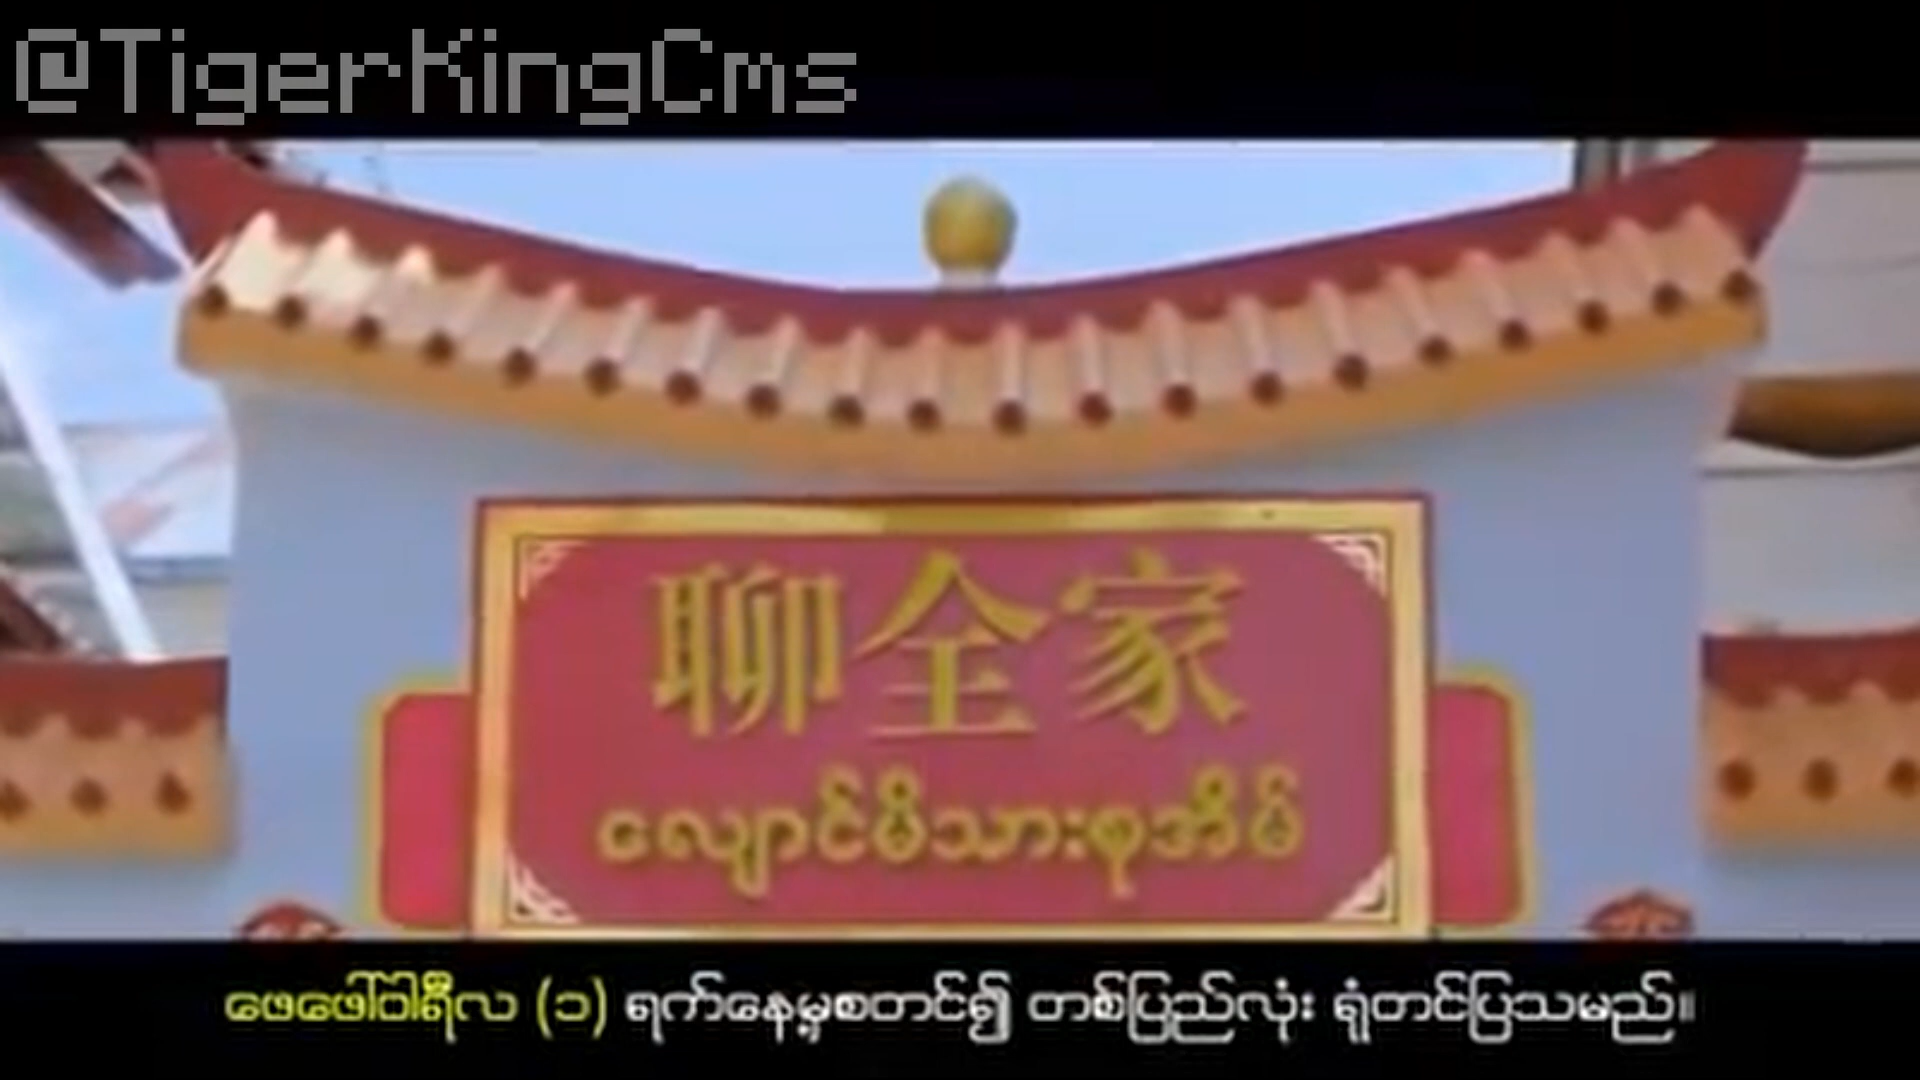 @TigerKingCms
聊全家
လျောင်မိသားစုအိမ်
ဖေဖော်ဝါရီလ (၁) ရက်နေ့မှစတင်၍ တစ်ပြည်လုံး ရုံတင်ပြသမည်။